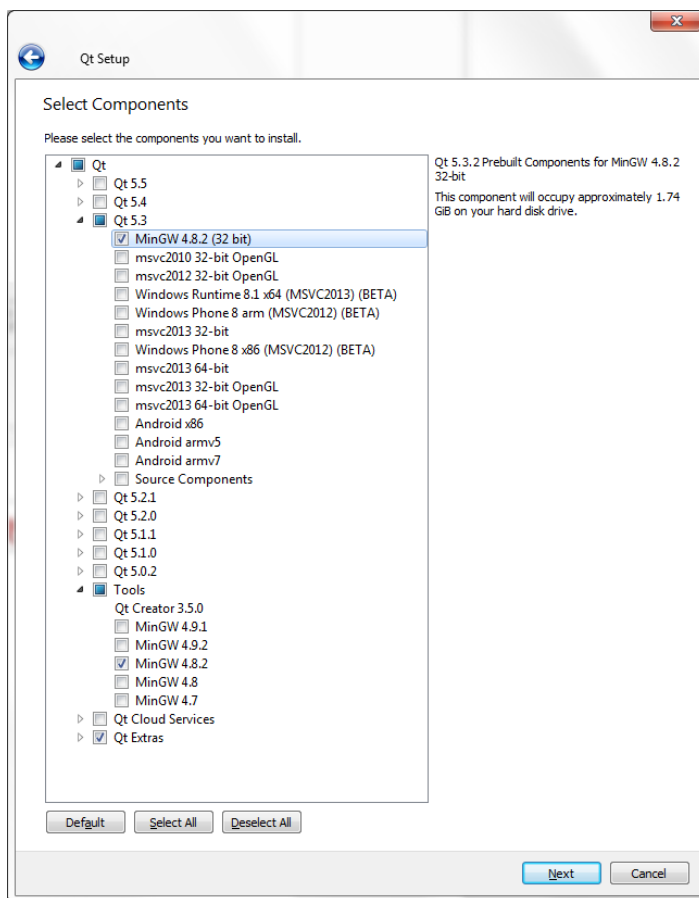 Qt Setup
Select Components
Please select the components you want to install.
Qt
Qt 5.5
Qt 5.4
Qt 5.3
MinGW 4.8.2 (32 bit)
msvc2010 32-bit OpenGL
msvc2012 32-bit OpenGL
Windows Runtime 8.1 x64 (MSVC2013) (BETA)
Windows Phone 8 arm (MSVC2012) (BETA)
msvc2013 32-bit
Windows Phone 8 x86 (MSVC2012) (BETA)
msvc2013 64-bit
msvc2013 32-bit OpenGL
msvc2013 64-bit OpenGL
Android x86
Android armv5
Android armv7
Source Components
Qt 5.2.1
Qt 5.2.0
Qt 5.1.1
Qt 5.1.0
Qt 5.0.2
Tools
Qt Creator 3.5.0
MinGW 4.9.1
MinGW 4.9.2
MinGW 4.8.2
MinGW 4.8
MinGW 4.7
Qt Cloud Services
Qt Extras
Qt 5.3.2 Prebuilt Components for MinGW 4.8.2
32-bit
This component will occupy approximately 1.74
GiB on your hard disk drive.
Default Select All Deselect All
Next Cancel